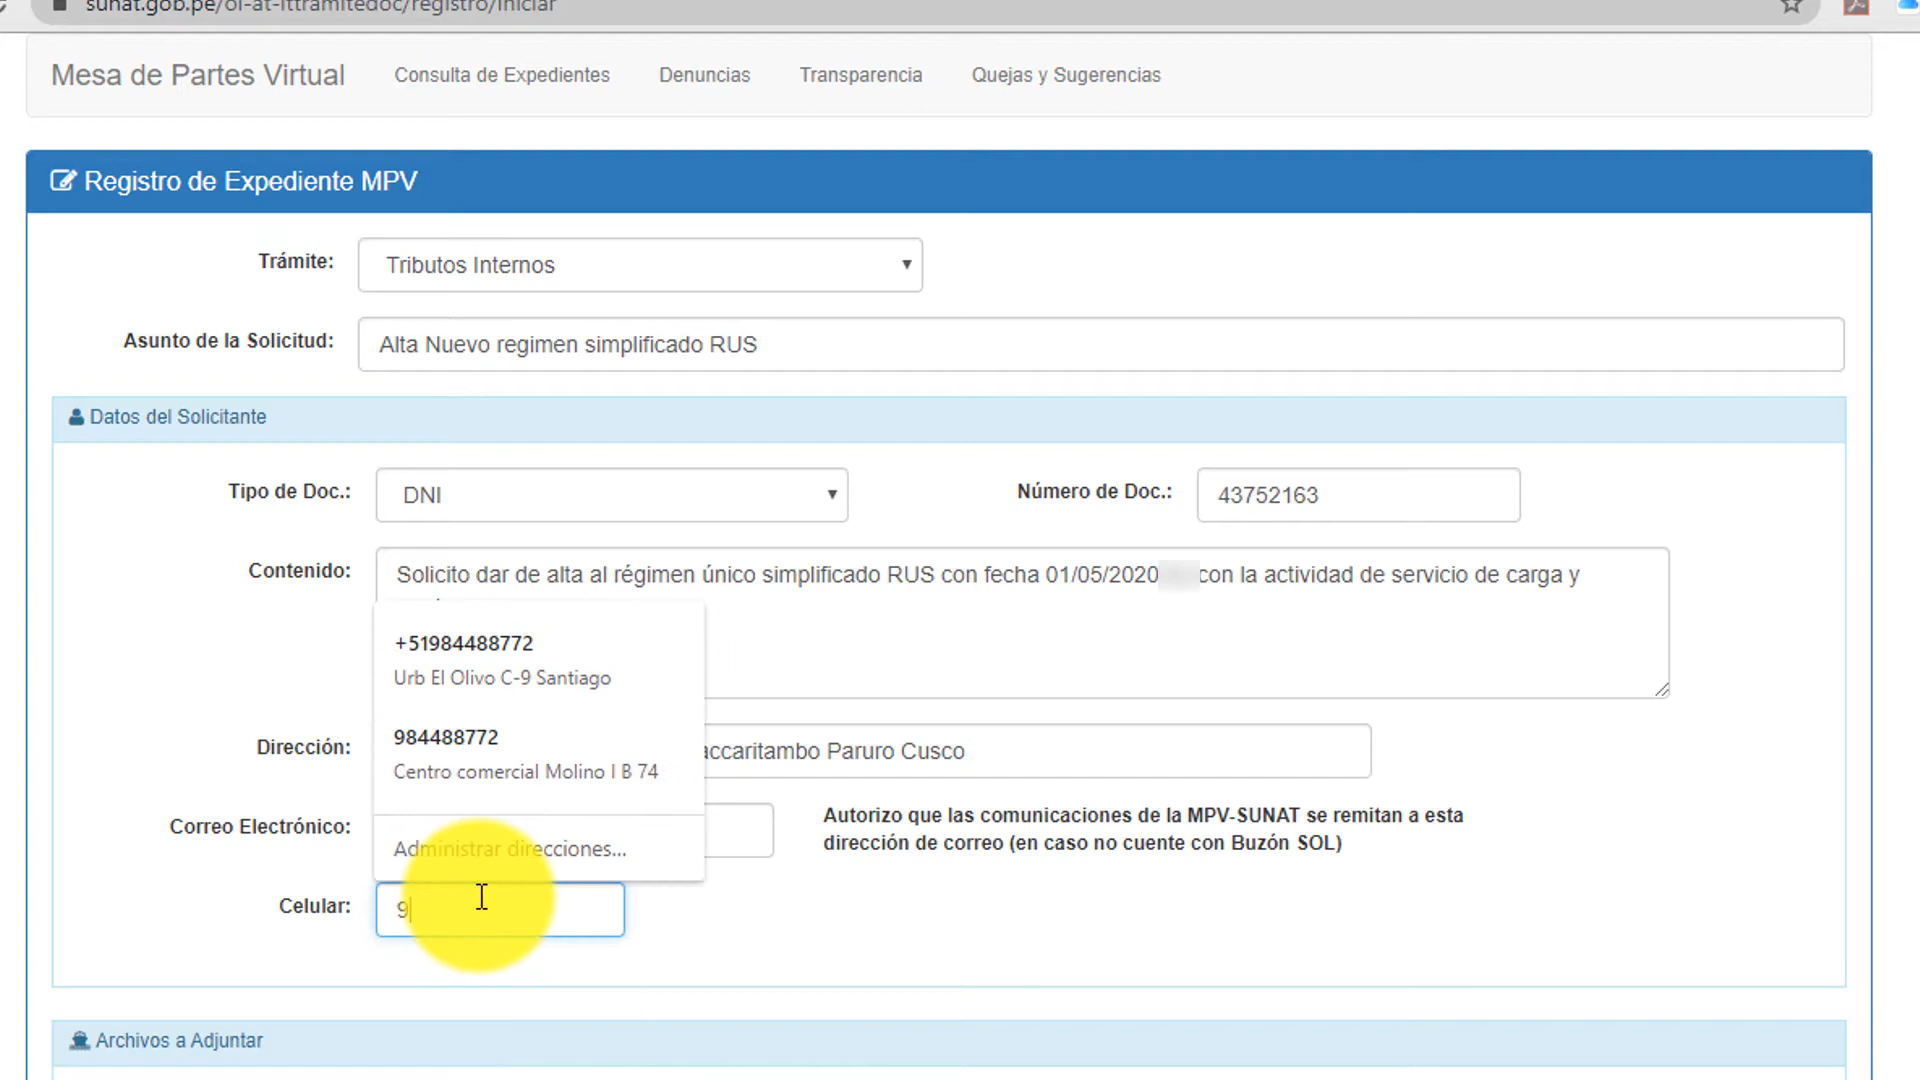 sunat.gob.pe/ol-at-ittramitedoc/registro/iniciar
Mesa de Partes Virtual Consulta de Expedientes Denuncias Transparencia Quejas y Sugerencias
Registro de Expediente MPV
Trámite: Tributos Internos
Asunto de la Solicitud: Alta Nuevo regimen simplificado RUS
Datos del Solicitante
Tipo de Doc.: DNI Número de Doc.: 43752163
Contenido: Solicito dar de alta al régimen único simplificado RUS con fecha 01/05/2020 con la actividad de servicio de carga y
+51984488772
Urb El Olivo C-9 Santiago
984488772
Centro comercial Molino I B 74
Administrar direcciones...
Dirección: accaritambo Paruro Cusco
Correo Electrónico: Autorizo que las comunicaciones de la MPV-SUNAT se remitan a esta
dirección de correo (en caso no cuente con Buzón SOL)
Celular: 9
Archivos a Adjuntar